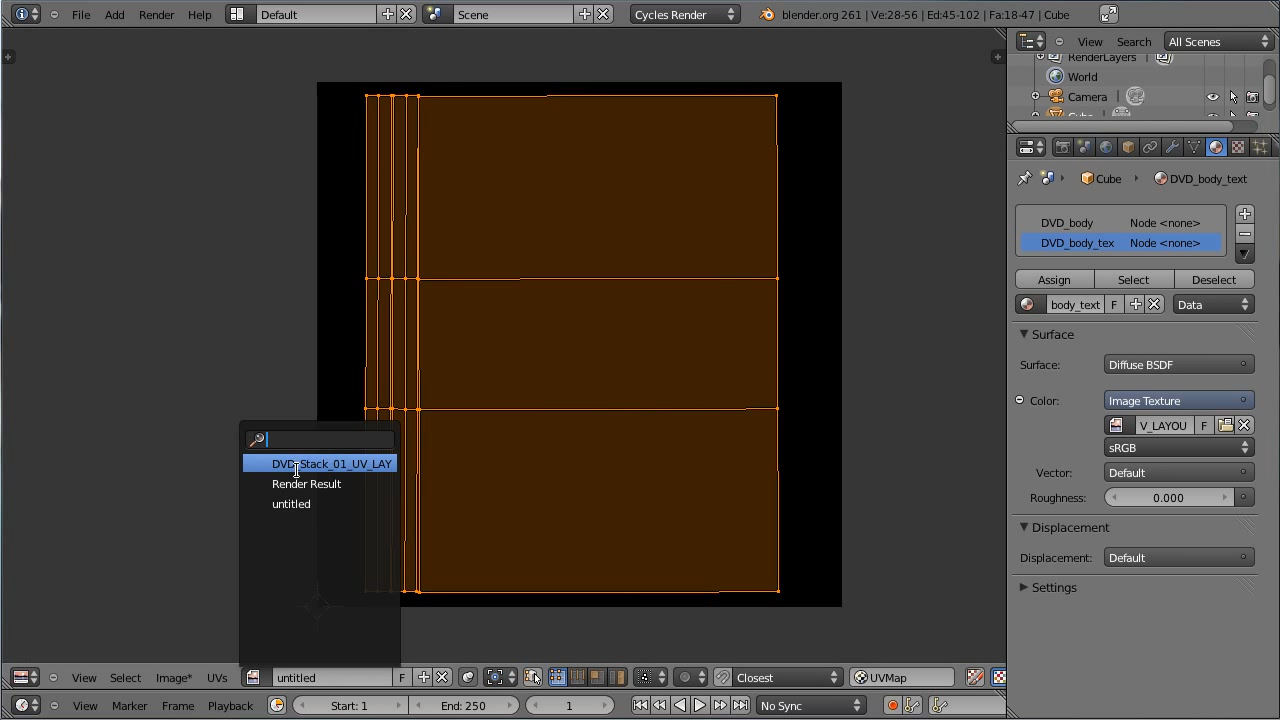 File Add Render Help Default Scene Cycles Render blender.org 261 | Ve:28-56 | Ed:45-102 | Fa:18-47 | Cube
View Search All Scenes
RenderLayers
World
Camera
Cube
Cube DVD_body_text
DVD_body Node <none>
DVD_body_tex Node <none>
Assign Select Deselect
body_text F Data
Surface
Surface: Diffuse BSDF
Color: Image Texture
V_LAYOU F
sRGB
Vector: Default
Roughness: 0.000
Displacement
Displacement: Default
Settings
DVD_Stack_01_UV_LAY
Render Result
untitled
View Select Image* UVs untitled F Closest UVMap
View Marker Frame Playback Start: 1 End: 250 1 No Sync